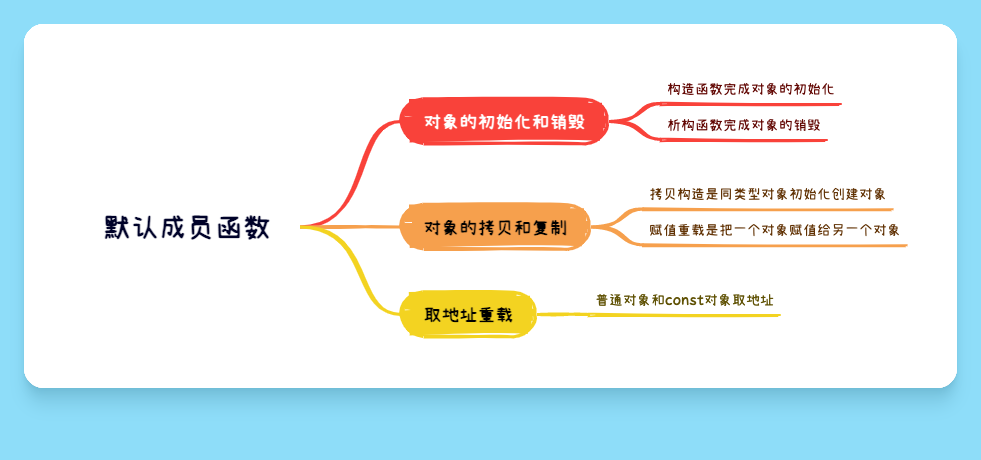 默认成员函数
对象的初始化和销毁
构造函数完成对象的初始化
析构函数完成对象的销毁
对象的拷贝和复制
拷贝构造是同类型对象初始化创建对象
赋值重载是把一个对象赋值给另一个对象
取地址重载
普通对象和const对象取地址